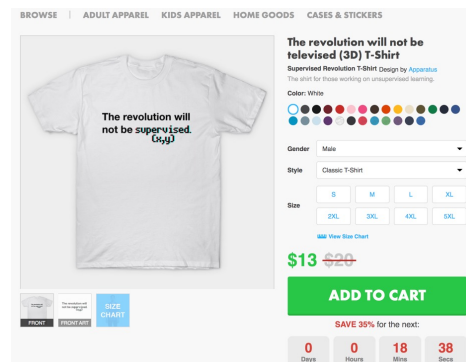 BROWSE | ADULT APPAREL KIDS APPAREL HOME GOODS CASES & STICKERS
The revolution will not be
televised (3D) T-Shirt
Supervised Revolution T-Shirt Design by Apparatus
The shirt for those working on unsupervised learning.
Color: White
The revolution will
not be supervised.
(x,y)
Gender Male
Style Classic T-Shirt
Size
S M L XL
2XL 3XL 4XL 5XL
View Size Chart
$13 $20
ADD TO CART
SAVE 35% for the next:
0 0 18 38
Days Hours Mins Secs
FRONT
The revolution will
FRONT ART
SIZE
CHART